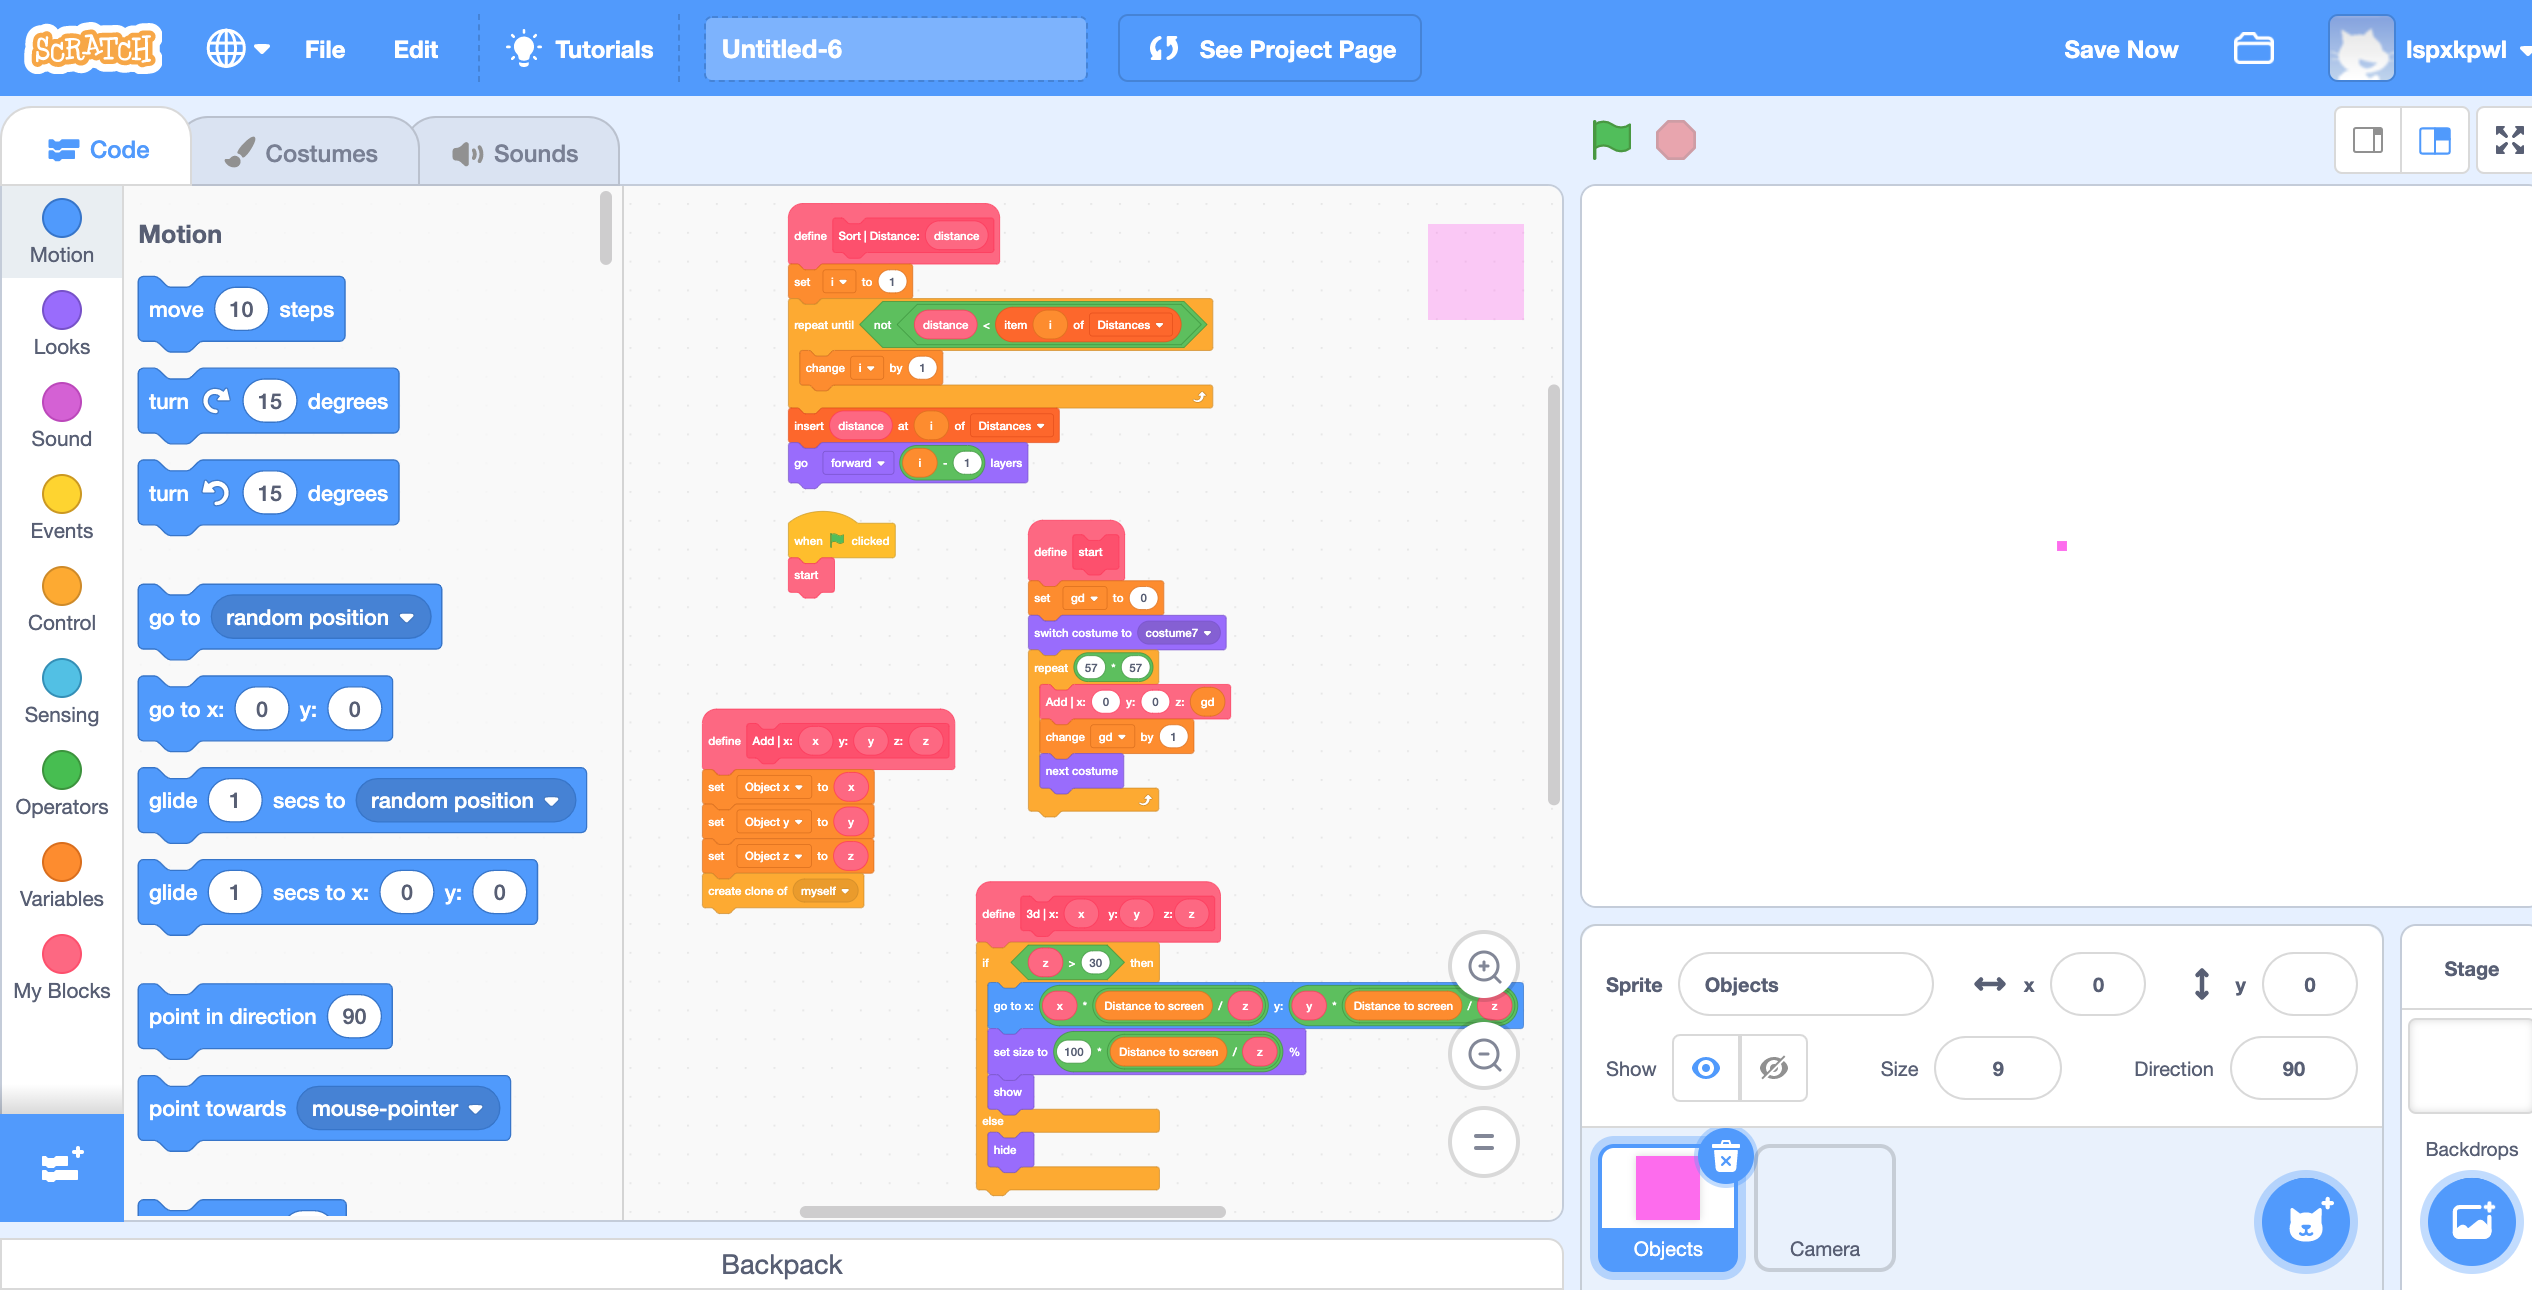 SCRATCH File Edit Tutorials Untitled-6 See Project Page Save Now lspxkpwl
Code Costumes Sounds
Motion
Looks
Sound
Events
Control
Sensing
Operators
Variables
My Blocks
Motion
move 10 steps
turn 15 degrees
turn 15 degrees
go to random position
go to x: 0 y: 0
glide 1 secs to random position
glide 1 secs to x: 0 y: 0
point in direction 90
point towards mouse-pointer
define Sort | Distance: distance
set i to 1
repeat until not distance < item i of Distances
change i by 1
insert distance at i of Distances
go forward i - 1 layers
when clicked
start
define start
set gd to 0
switch costume to costume7
repeat 57 * 57
Add | x: 0 y: 0 z: gd
change gd by 1
next costume
define Add | x: x y: y z: z
set Object x to x
set Object y to y
set Object z to z
create clone of myself
define 3d | x: x y: y z: z
if z > 30 then
go to x: x * Distance to screen / z y: y * Distance to screen / z
set size to 100 * Distance to screen / z %
show
else
hide
Backpack
Sprite Objects x 0 y 0
Show Size 9 Direction 90
Objects
Camera
Stage
Backdrops